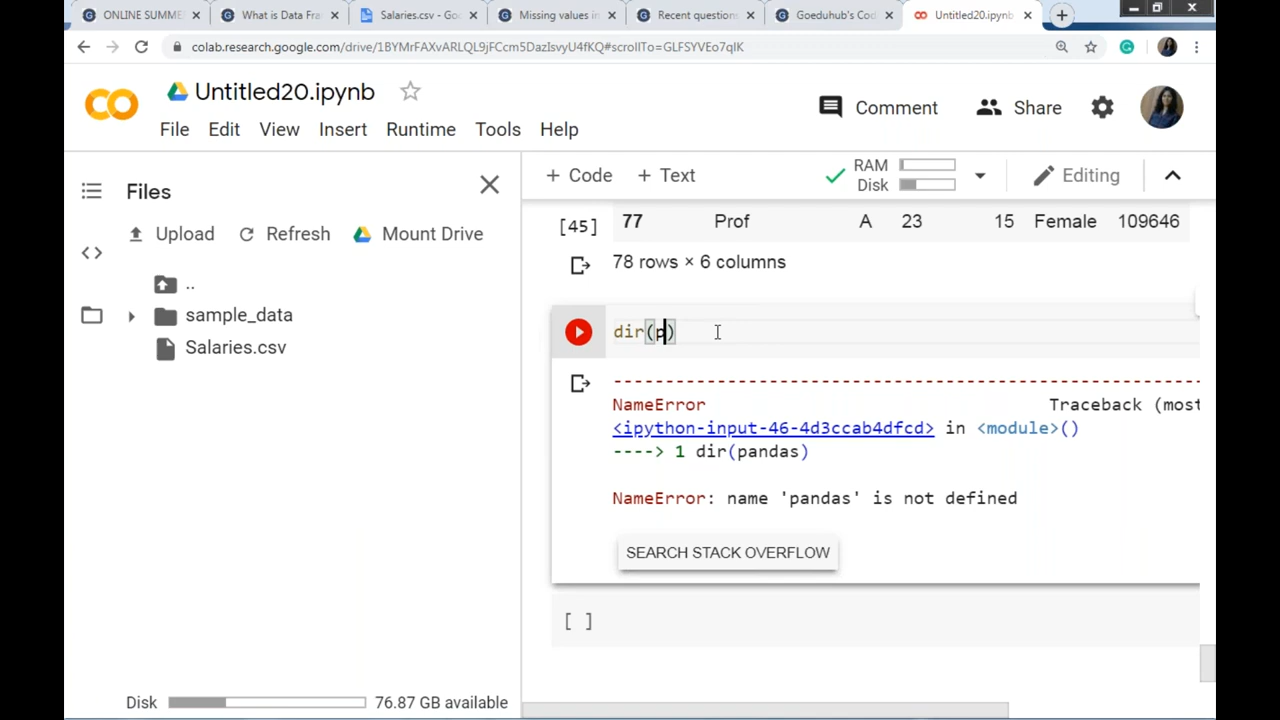 ONLINE SUMME
What is Data Fra
Salaries.csv - Go
Missing values in
Recent question
Goeduhub's Co
Untitled20.ipynb
colab.research.google.com/drive/1BYMrFAXvARLQL9jFCcm5DazIsvyU4fKQ#scrollTo=GLFSYVEo7qIK
Untitled20.ipynb
Comment Share
File Edit View Insert Runtime Tools Help
Files
+ Code + Text
RAM
Disk
Editing
Upload Refresh Mount Drive
..
sample_data
Salaries.csv
[45] 77 Prof A 23 15 Female 109646
78 rows × 6 columns
dir(p)
---------------------------------------------------------------------------
NameError Traceback (most
<ipython-input-46-4d3ccab4dfcd> in <module>()
----> 1 dir(pandas)
NameError: name 'pandas' is not defined
SEARCH STACK OVERFLOW
[ ]
Disk 76.87 GB available